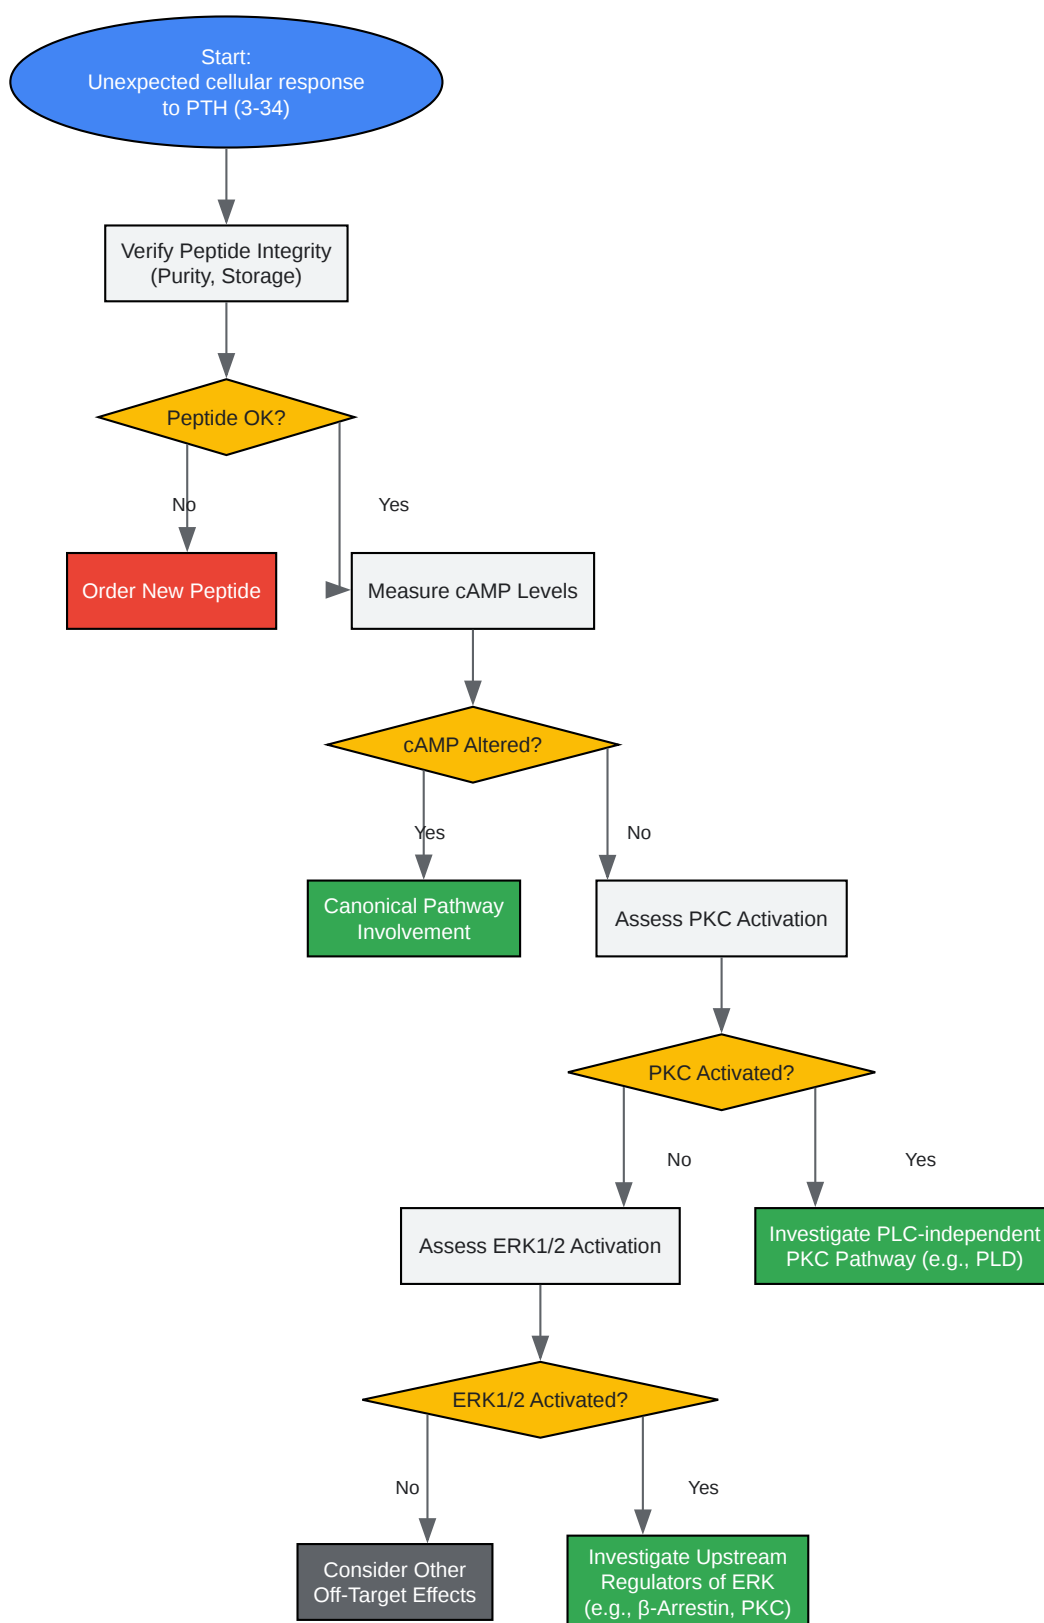 Start:
Unexpected cellular response
to PTH (3-34)
Verify Peptide Integrity
(Purity, Storage)
Peptide OK?
No
Yes
Order New Peptide
Measure cAMP Levels
cAMP Altered?
Yes
No
Canonical Pathway
Involvement
Assess PKC Activation
PKC Activated?
No
Yes
Assess ERK1/2 Activation
Investigate PLC-independent
PKC Pathway (e.g., PLD)
ERK1/2 Activated?
No
Yes
Consider Other
Off-Target Effects
Investigate Upstream
Regulators of ERK
(e.g., β-Arrestin, PKC)